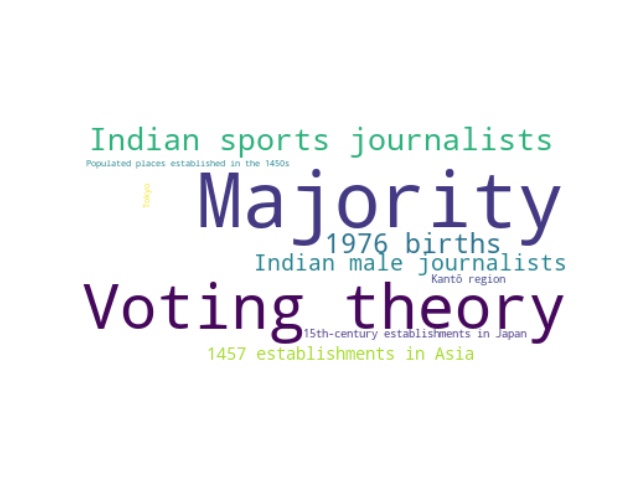 Indian sports journalists
Populated places established in the 1450s
Tokyo
Majority
1976 births
Indian male journalists
Kantō region
Voting theory
15th-century establishments in Japan
1457 establishments in Asia